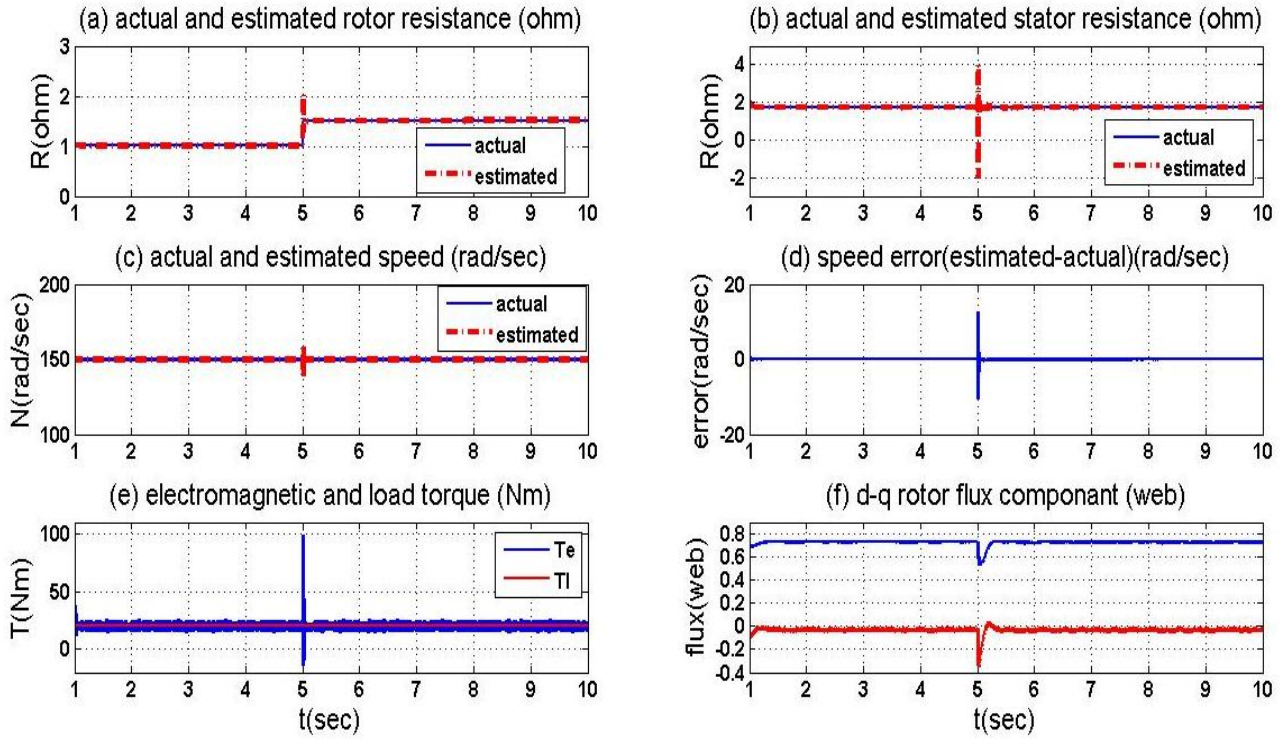 (a) actual and estimated rotor resistance (ohm)
3
2
1
0
R(ohm)
actual
estimated
1 2 3 4 5 6 7 8 9 10
(b) actual and estimated stator resistance (ohm)
4
2
0
-2
R(ohm)
actual
estimated
1 2 3 4 5 6 7 8 9 10
(c) actual and estimated speed (rad/sec)
200
150
100
N(rad/sec)
actual
estimated
1 2 3 4 5 6 7 8 9 10
(d) speed error(estimated-actual)(rad/sec)
20
0
-20
error(rad/sec)
1 2 3 4 5 6 7 8 9 10
(e) electromagnetic and load torque (Nm)
100
50
0
T(Nm)
Te
Tl
1 2 3 4 5 6 7 8 9 10
t(sec)
(f) d-q rotor flux componant (web)
0.8
0.6
0.4
0.2
0
-0.2
-0.4
flux(web)
1 2 3 4 5 6 7 8 9 10
t(sec)